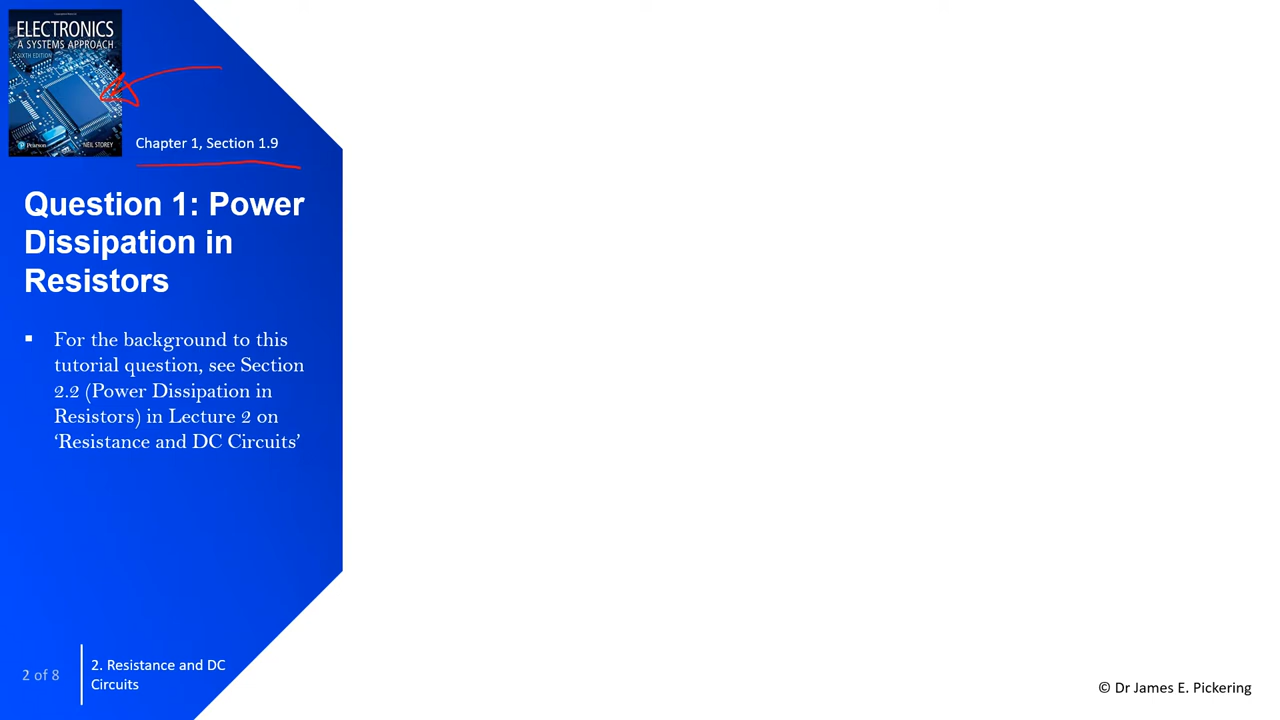 ELECTRONICS
A SYSTEMS APPROACH
SIXTH EDITION
Pearson
NEIL STOREY
Chapter 1, Section 1.9
Question 1: Power
Dissipation in
Resistors
▪ For the background to this
tutorial question, see Section
2.2 (Power Dissipation in
Resistors) in Lecture 2 on
‘Resistance and DC Circuits’
2 of 8
2. Resistance and DC
Circuits
© Dr James E. Pickering